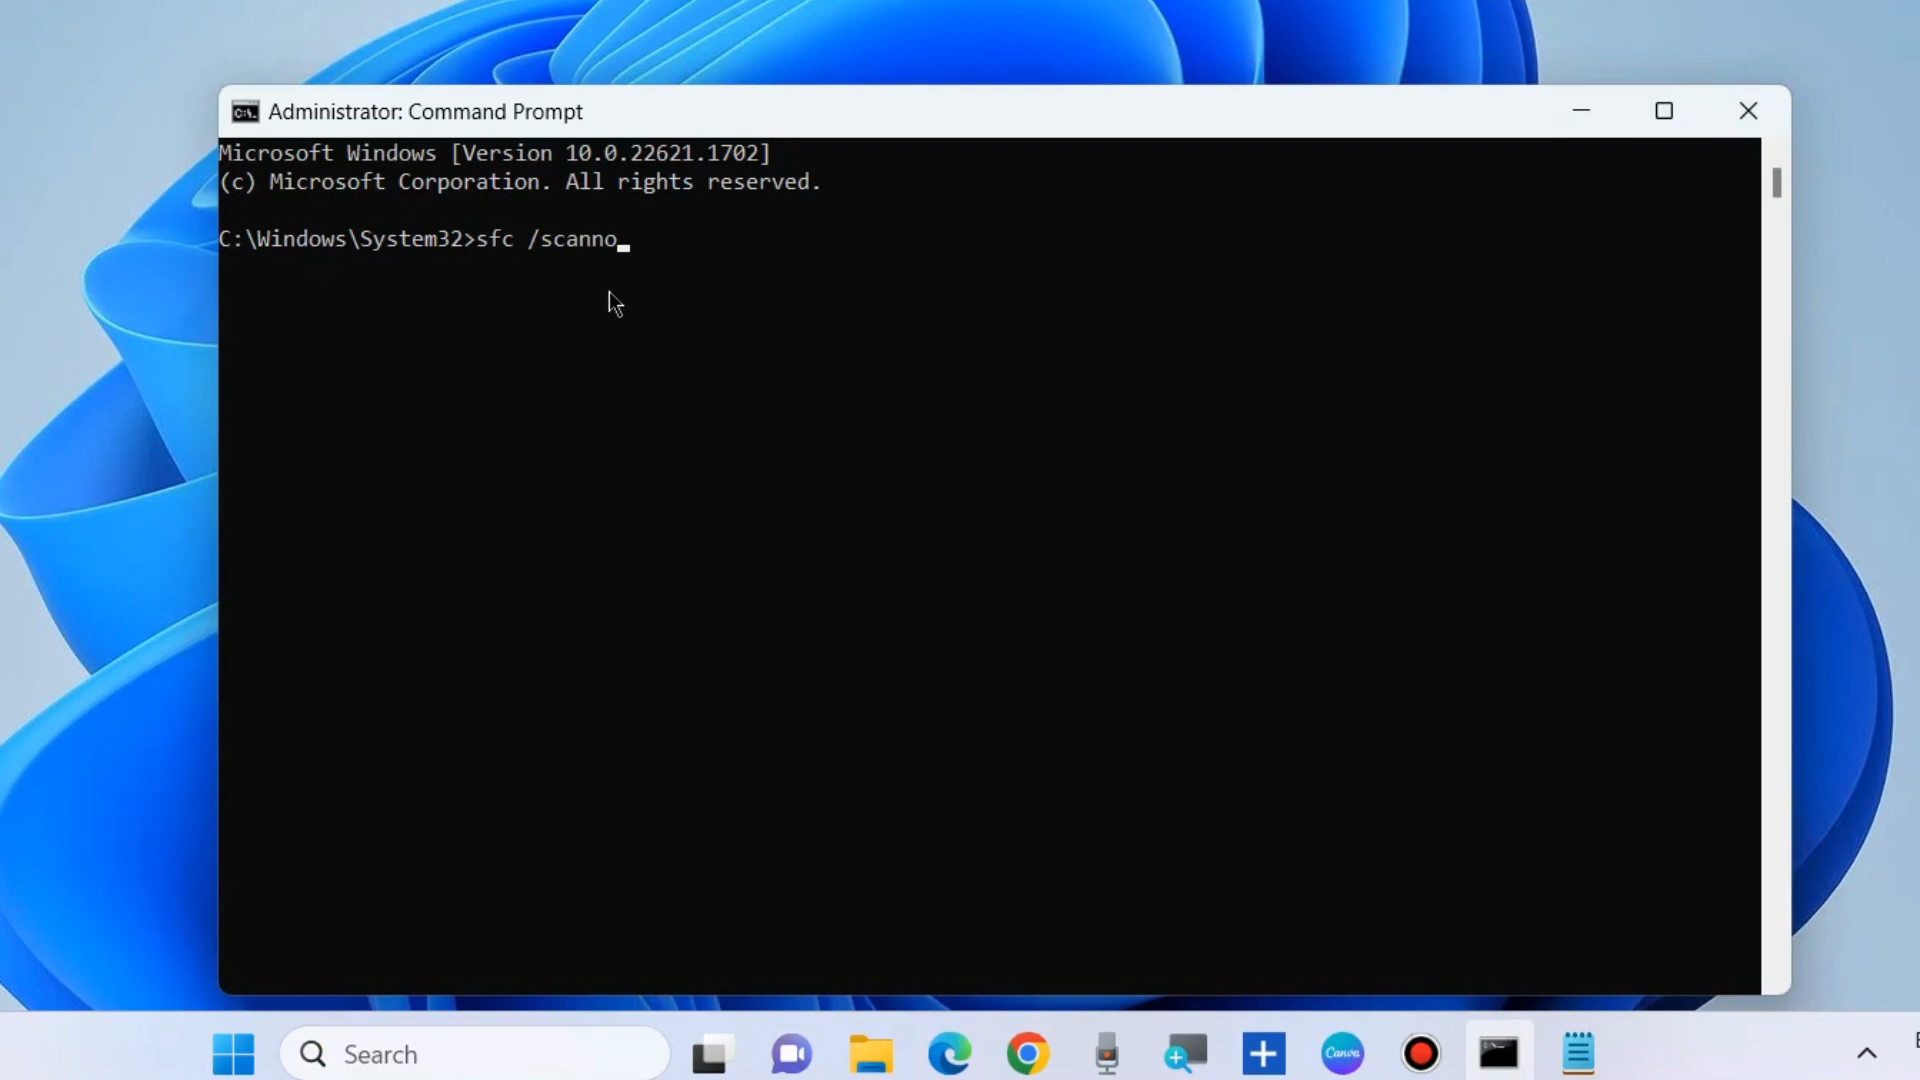 Administrator: Command Prompt
Microsoft Windows [Version 10.0.22621.1702]
(c) Microsoft Corporation. All rights reserved.
C:\Windows\System32>sfc /scanno
Search
Canva